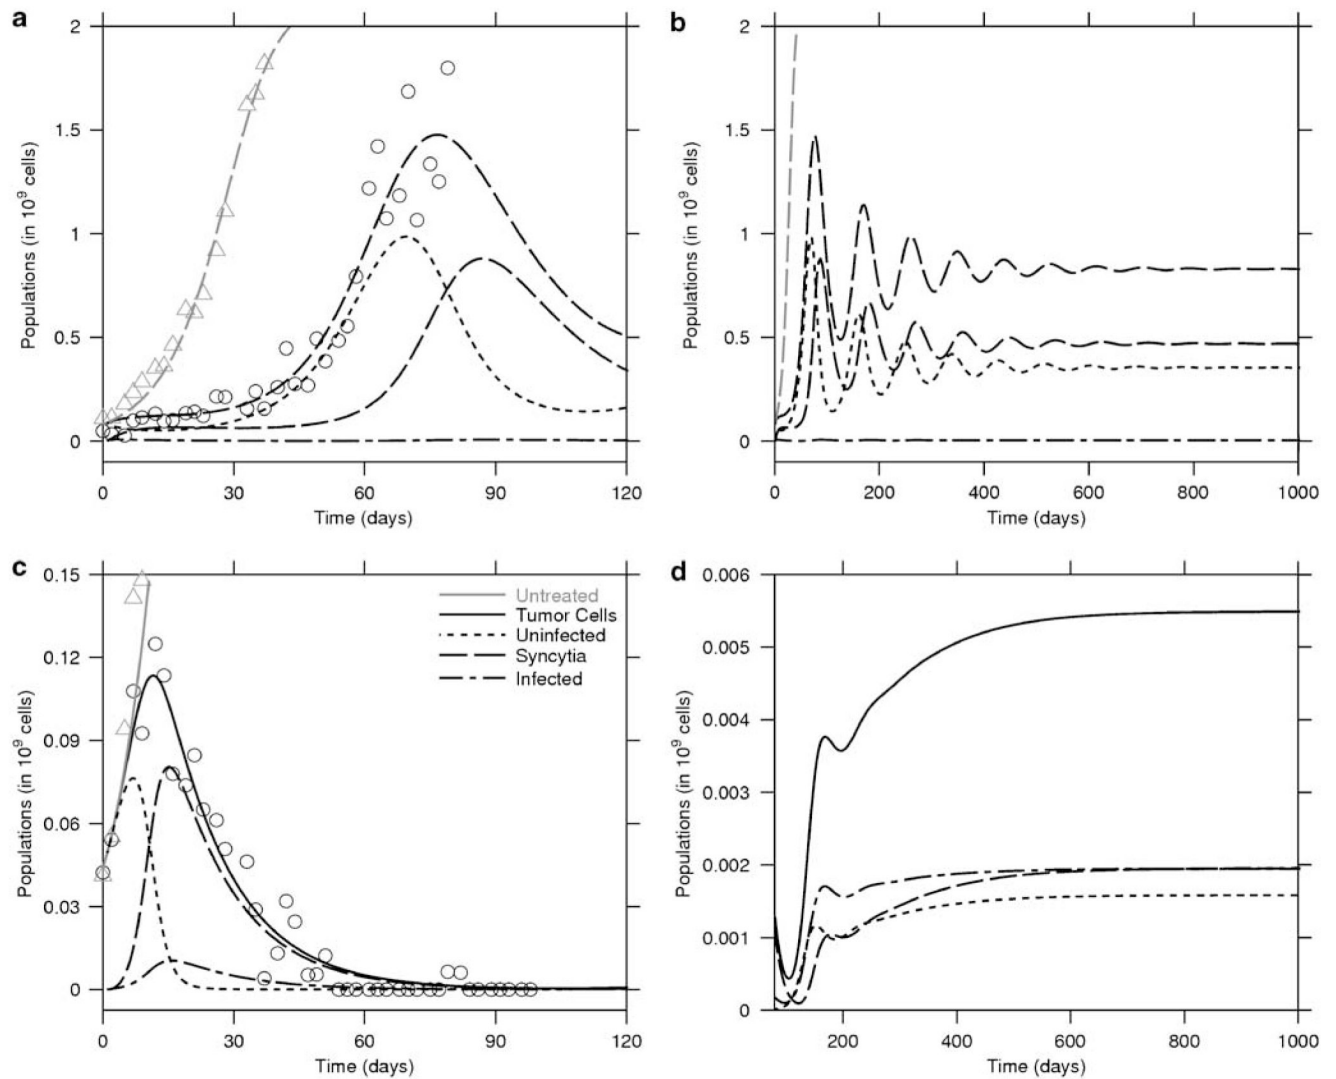 a
2
1.5
1
0.5
0
0 30 60 90 120
Time (days)
Populations (in 10⁹ cells)
b
2
1.5
1
0.5
0
0 200 400 600 800 1000
Time (days)
Populations (in 10⁹ cells)
c
0.15
0.12
0.09
0.06
0.03
0
0 30 60 90 120
Time (days)
Populations (in 10⁹ cells)
Untreated
Tumor Cells
Uninfected
Syncytia
Infected
d
0.006
0.005
0.004
0.003
0.002
0.001
0
200 400 600 800 1000
Time (days)
Populations (in 10⁹ cells)